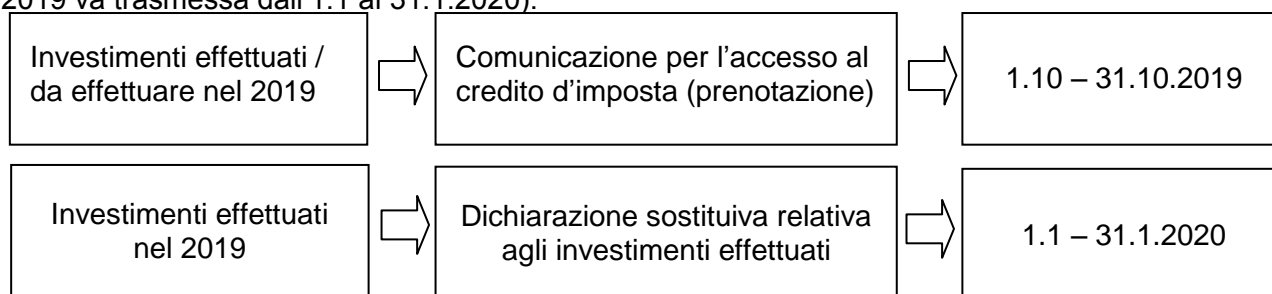 2019 va trasmessa dall'1.1 al 31.1.2020).
Investimenti effettuati /
da effettuare nel 2019
Comunicazione per l'accesso al
credito d'imposta (prenotazione)
1.10 – 31.10.2019
Investimenti effettuati
nel 2019
Dichiarazione sostituiva relativa
agli investimenti effettuati
1.1 – 31.1.2020